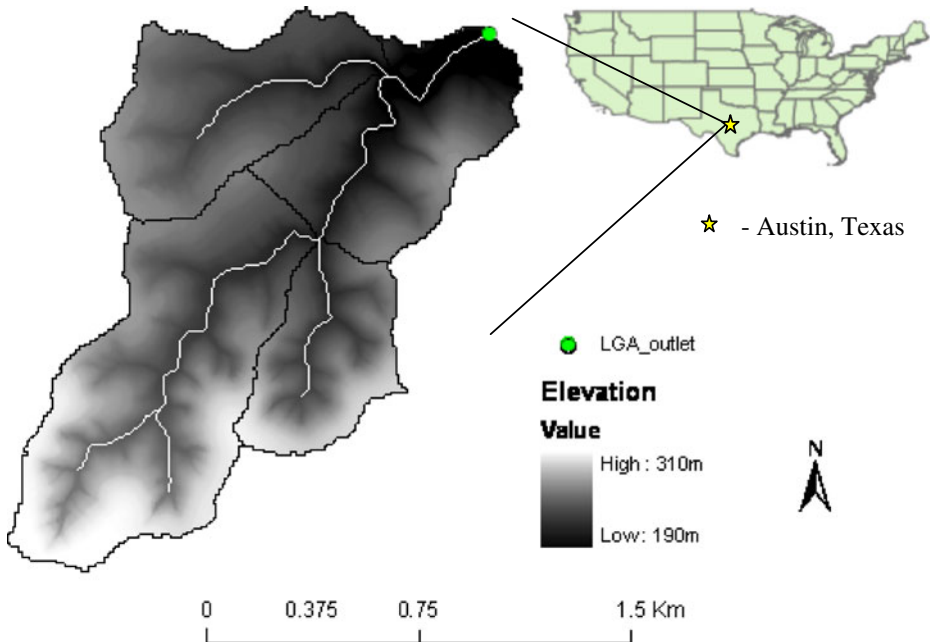 - Austin, Texas
LGA_outlet
Elevation
Value
High : 310m
Low: 190m
N
0 0.375 0.75 1.5 Km